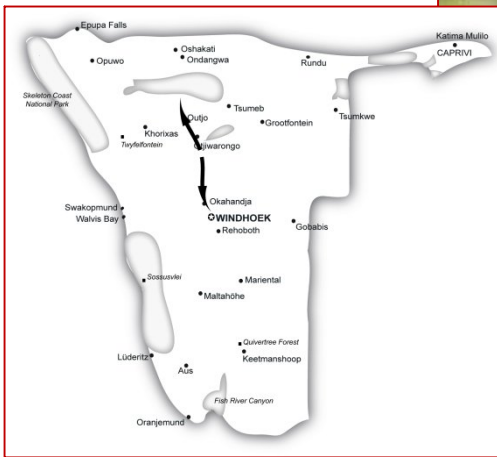 Epupa Falls
Katima Mulilo
CAPRIVI
Oshakati
Ondangwa
Opuwo
Rundu
Skeleton Coast
National Park
Tsumeb
Tsumkwe
Outjo
Grootfontein
Khorixas
Twyfelfontein
Otjiwarongo
Okahandja
Swakopmund
WINDHOEK
Walvis Bay
Gobabis
Rehoboth
Sossusvlei
Mariental
Maltahöhe
Quivertree Forest
Lüderitz
Keetmanshoop
Aus
Fish River Canyon
Oranjemund